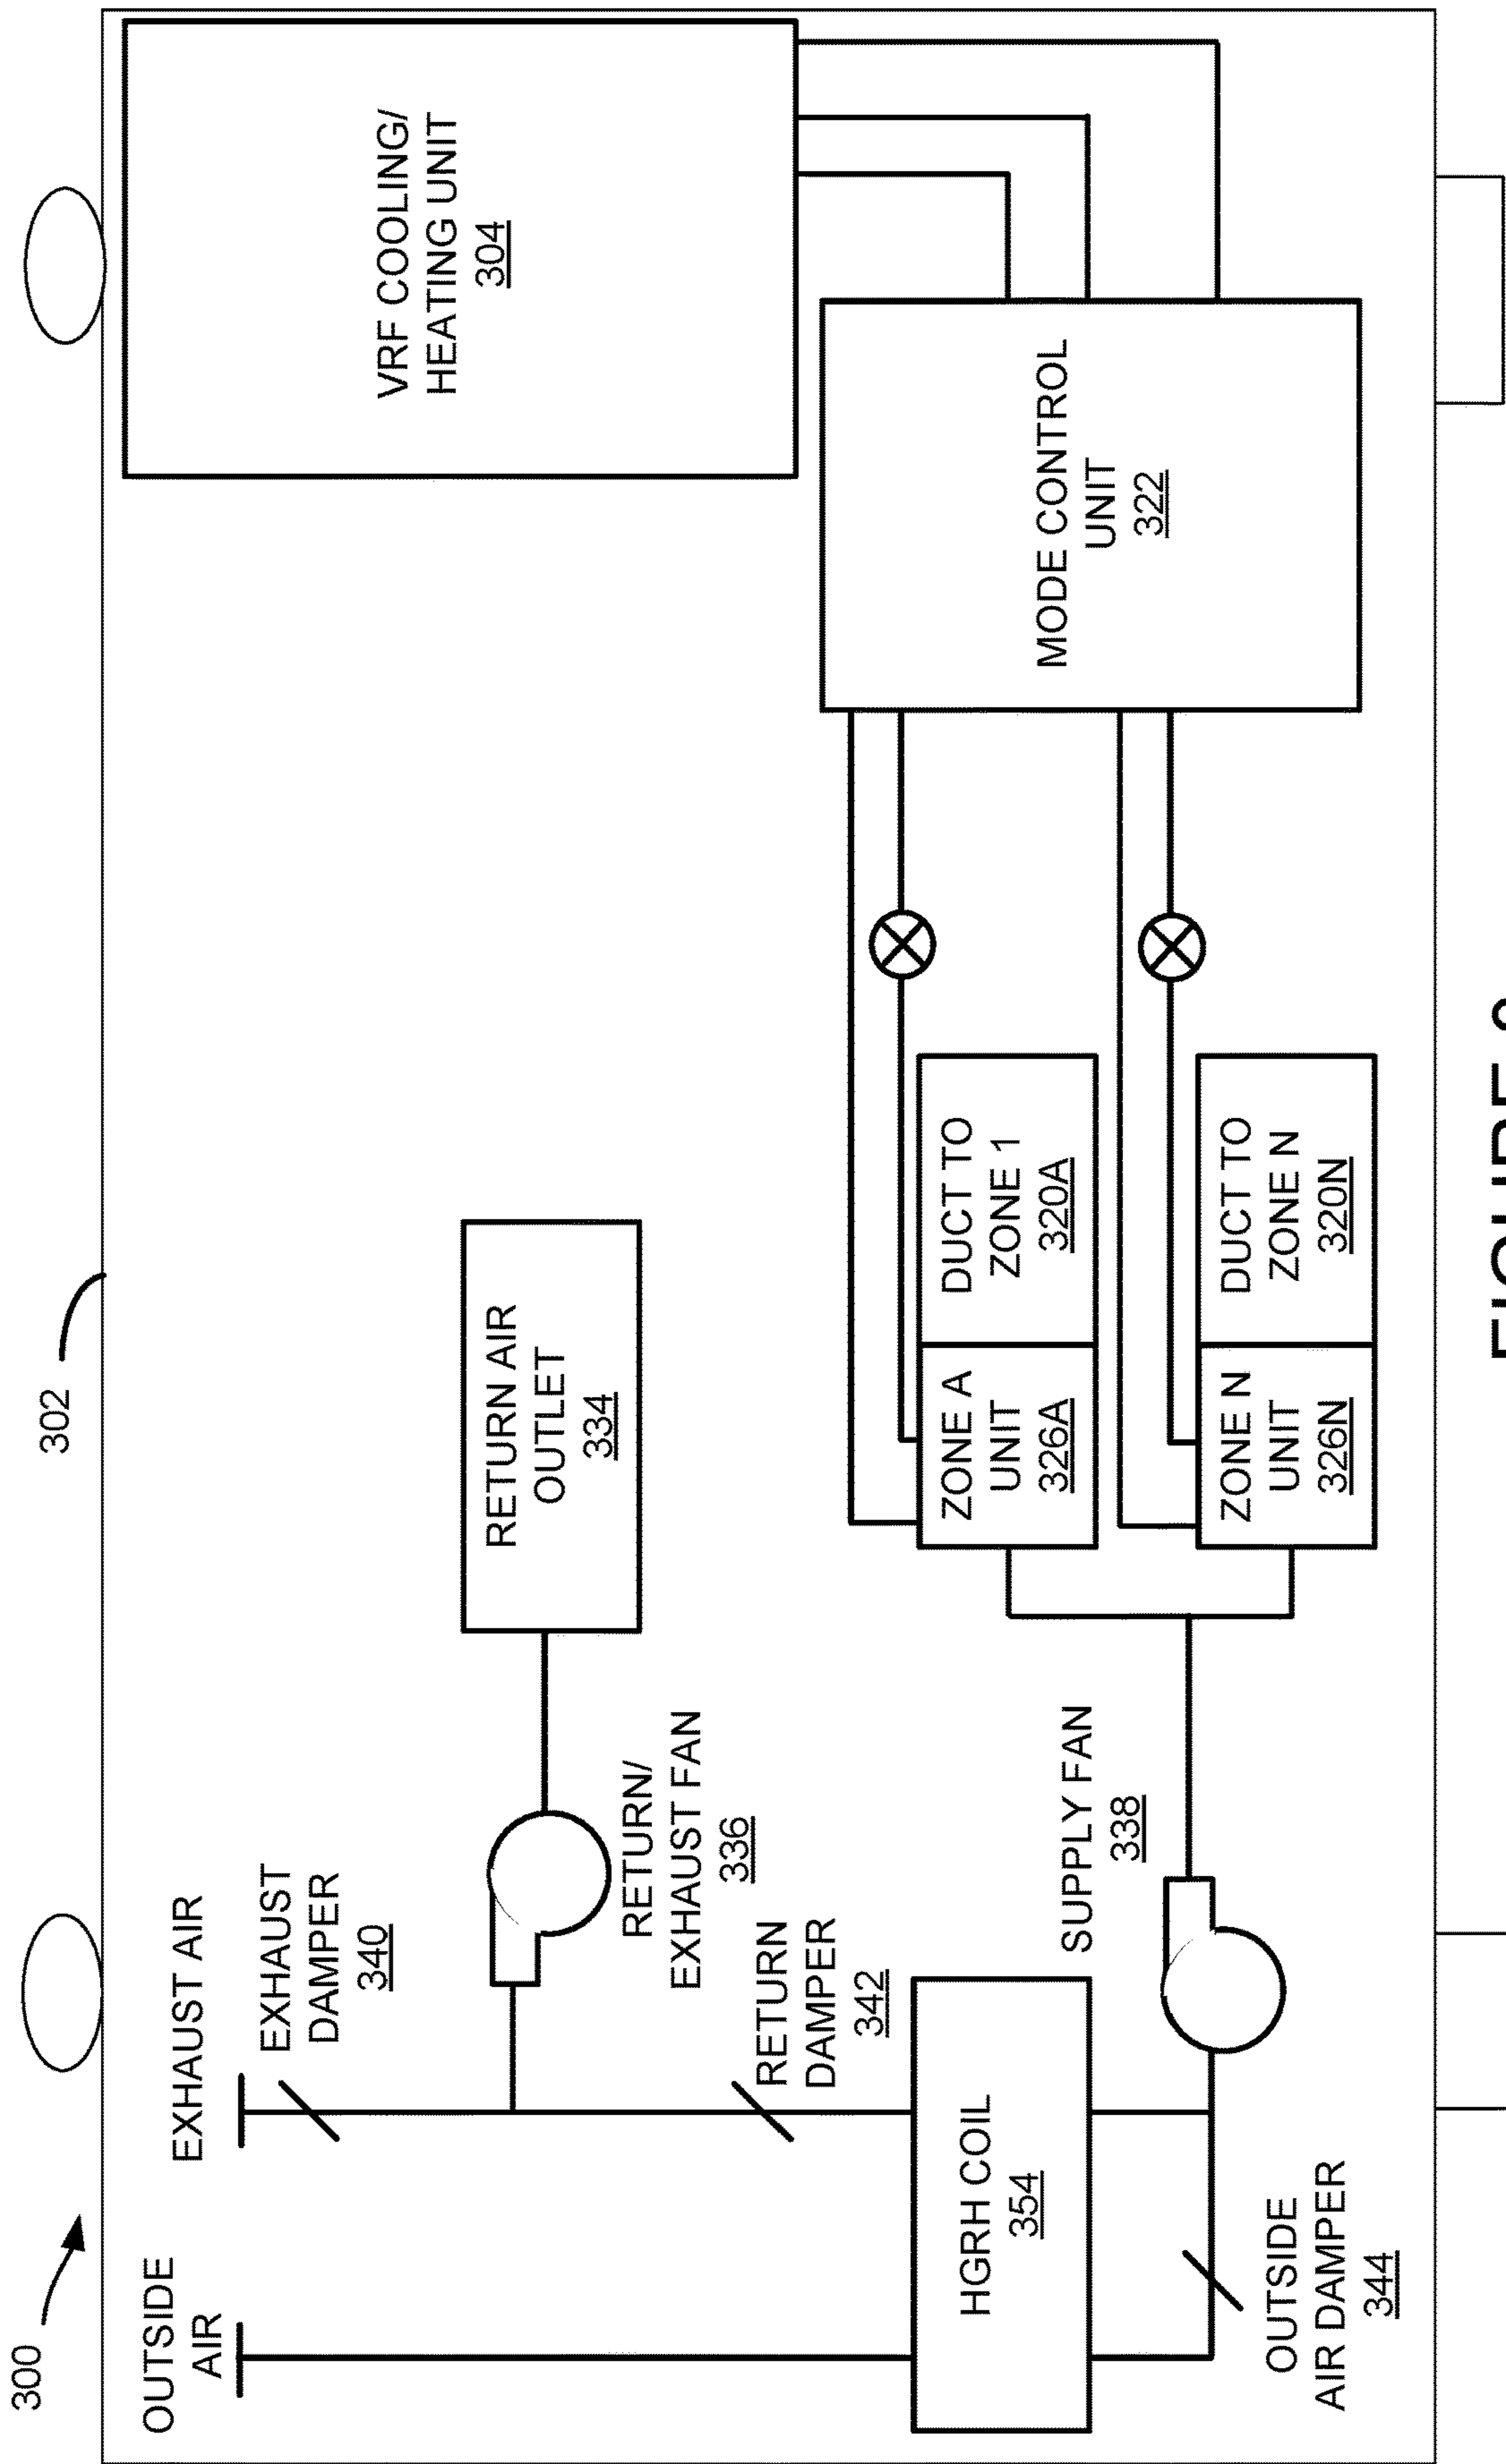 300
302
OUTSIDE
AIR
EXHAUST AIR
EXHAUST
DAMPER
340
RETURN AIR
OUTLET
334
VRF COOLING/
HEATING UNIT
304
RETURN/
EXHAUST FAN
336
RETURN
DAMPER
342
HGRH COIL
354
SUPPLY FAN
338
ZONE A
UNIT
326A
DUCT TO
ZONE 1
320A
MODE CONTROL
UNIT
322
ZONE N
UNIT
326N
DUCT TO
ZONE N
320N
OUTSIDE
AIR DAMPER
344
FIGURE